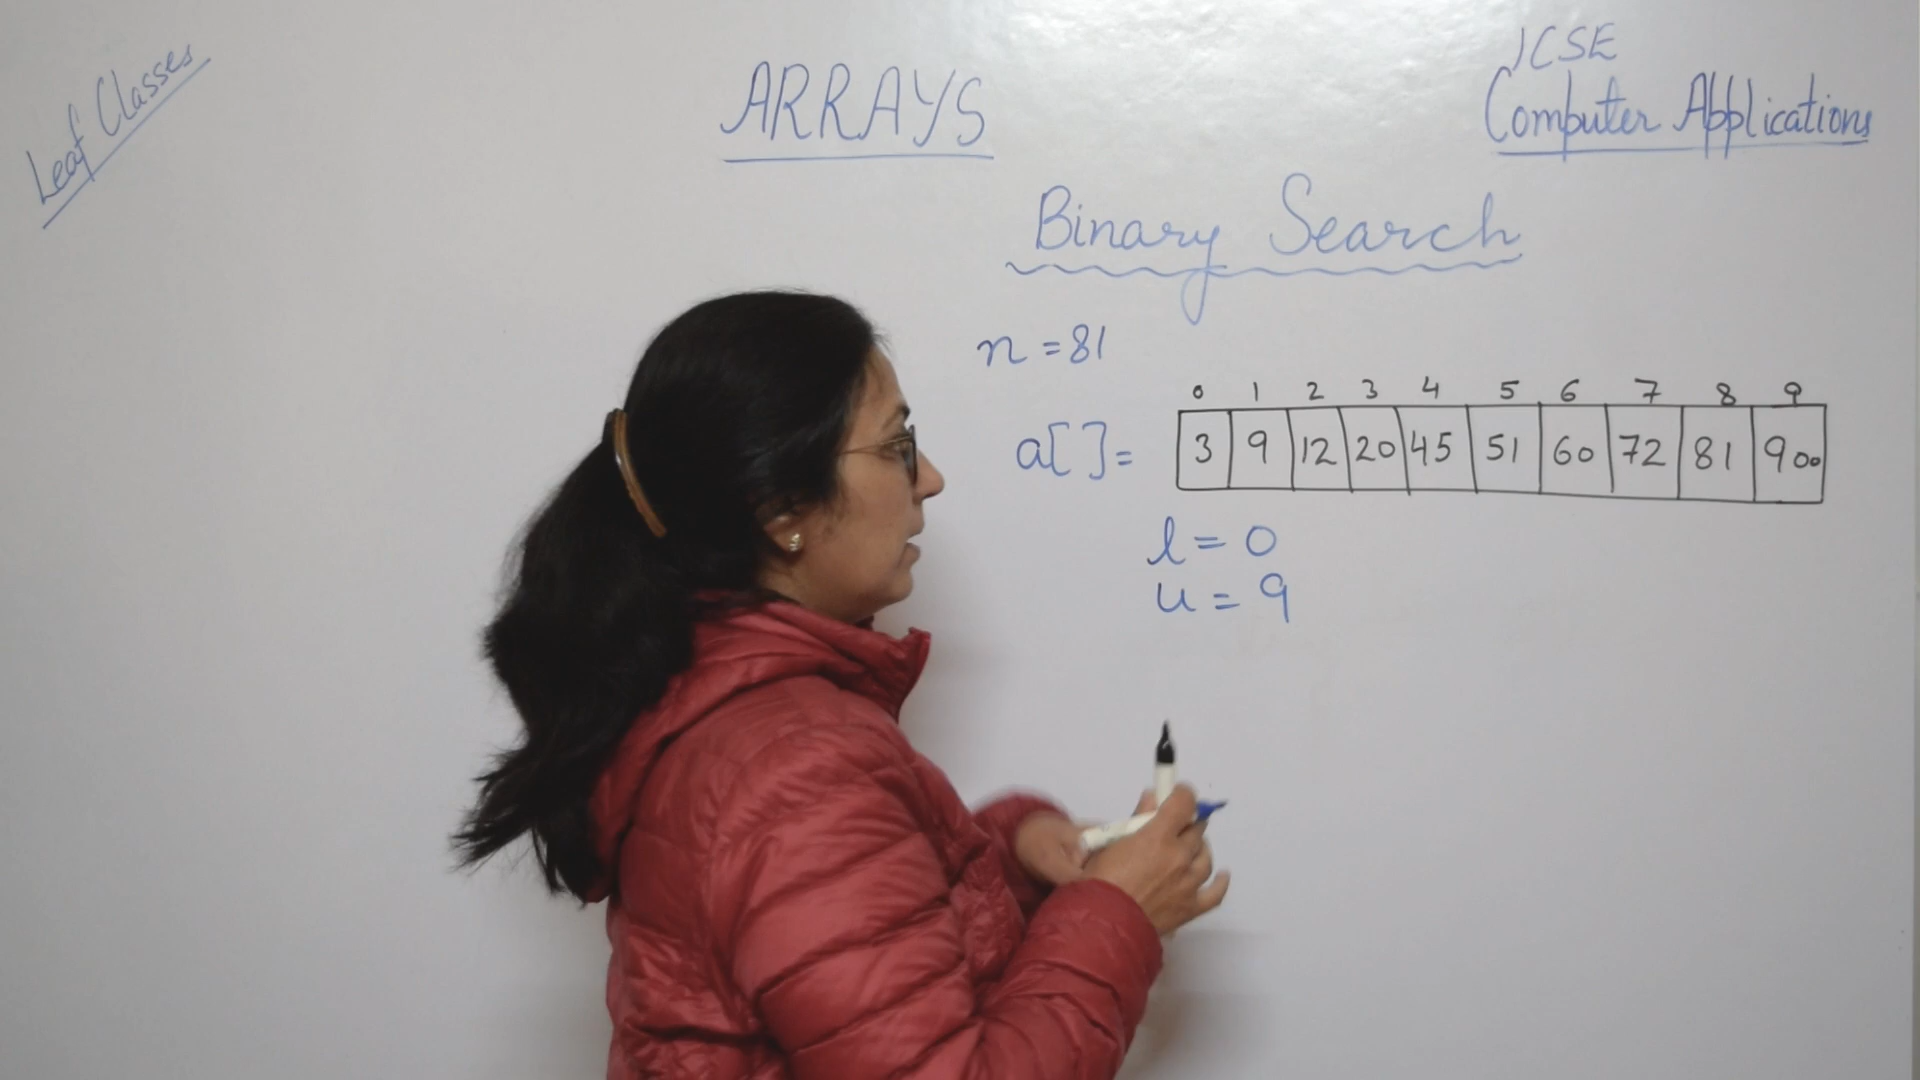 Leaf Classes
ARRAYS
ICSE
Computer Applications
Binary Search
n = 81
0 1 2 3 4 5 6 7 8 9
a[ ] = 3 9 12 20 45 51 60 72 81 900
l = 0
u = 9